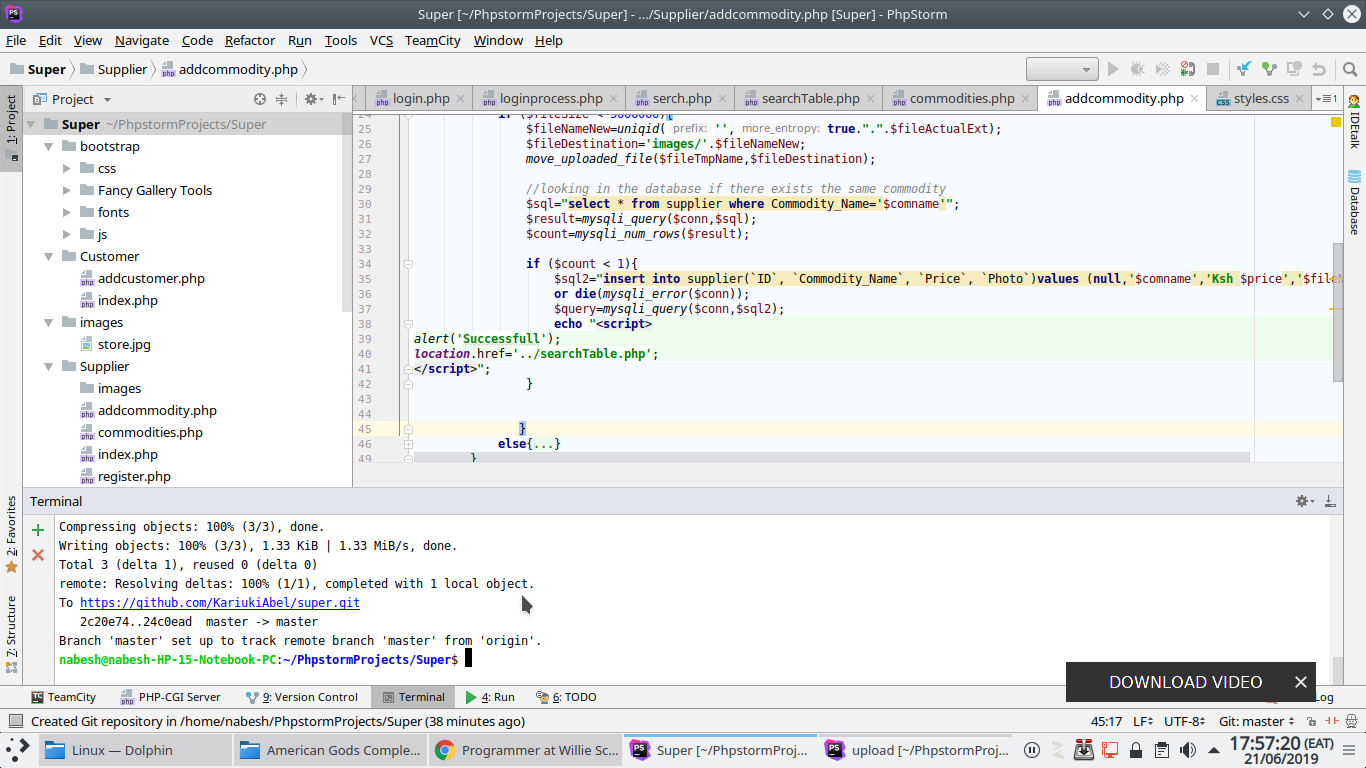 Super [~/PhpstormProjects/Super] - .../Supplier/addcommodity.php [Super] - PhpStorm
File Edit View Navigate Code Refactor Run Tools VCS TeamCity Window Help
Super Supplier addcommodity.php
1: Project
Project
login.php loginprocess.php serch.php searchTable.php commodities.php addcommodity.php styles.css
Super ~/PhpstormProjects/Super
bootstrap
css
Fancy Gallery Tools
fonts
js
Customer
addcustomer.php
index.php
images
store.jpg
Supplier
images
addcommodity.php
commodities.php
index.php
register.php
25 $fileNameNew=uniqid( prefix: '', more_entropy: true.".".$fileActualExt);
26 $fileDestination='images/'.$fileNameNew;
27 move_uploaded_file($fileTmpName,$fileDestination);
28
29 //looking in the database if there exists the same commodity
30 $sql="select * from supplier where Commodity_Name='$comname'";
31 $result=mysqli_query($conn,$sql);
32 $count=mysqli_num_rows($result);
33
34 if ($count < 1){
35 $sql2="insert into supplier(`ID`, `Commodity_Name`, `Price`, `Photo`)values (null,'$comname','Ksh $price','$file
36 or die(mysqli_error($conn));
37 $query=mysqli_query($conn,$sql2);
38 echo "<script>
39 alert('Successfull');
40 location.href='../searchTable.php';
41 </script>";
42 }
43
44
45 }
46 else{...}
49 }
IDEtalk
Database
2: Favorites
7: Structure
Terminal
Compressing objects: 100% (3/3), done.
Writing objects: 100% (3/3), 1.33 KiB | 1.33 MiB/s, done.
Total 3 (delta 1), reused 0 (delta 0)
remote: Resolving deltas: 100% (1/1), completed with 1 local object.
To https://github.com/KariukiAbel/super.git
2c20e74..24c0ead master -> master
Branch 'master' set up to track remote branch 'master' from 'origin'.
nabesh@nabesh-HP-15-Notebook-PC:~/PhpstormProjects/Super$
DOWNLOAD VIDEO
TeamCity PHP-CGI Server 9: Version Control Terminal 4: Run 6: TODO Log
Created Git repository in /home/nabesh/PhpstormProjects/Super (38 minutes ago) 45:17 LF UTF-8 Git: master
Linux — Dolphin American Gods Comple... Programmer at Willie Sc... Super [~/PhpstormProj... upload [~/PhpstormProj... 17:57:20 (EAT)
21/06/2019